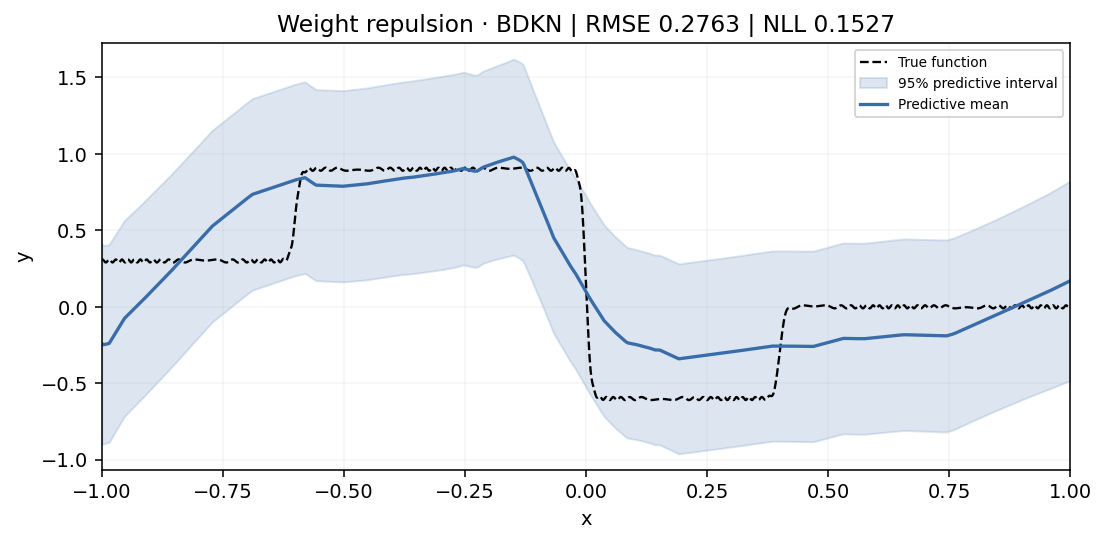 Weight repulsion · BDKN | RMSE 0.2763 | NLL 0.1527
True function
95% predictive interval
Predictive mean
y
1.5
1.0
0.5
0.0
−0.5
−1.0
−1.00 −0.75 −0.50 −0.25 0.00 0.25 0.50 0.75 1.00
x